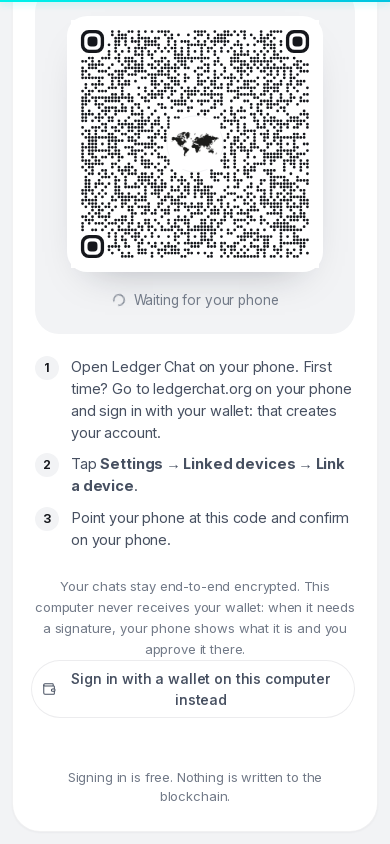 Waiting for your phone
1 Open Ledger Chat on your phone. First
time? Go to ledgerchat.org on your phone
and sign in with your wallet: that creates
your account.
2 Tap Settings → Linked devices → Link
a device.
3 Point your phone at this code and confirm
on your phone.
Your chats stay end-to-end encrypted. This
computer never receives your wallet: when it needs
a signature, your phone shows what it is and you
approve it there.
Sign in with a wallet on this computer
instead
Signing in is free. Nothing is written to the
blockchain.